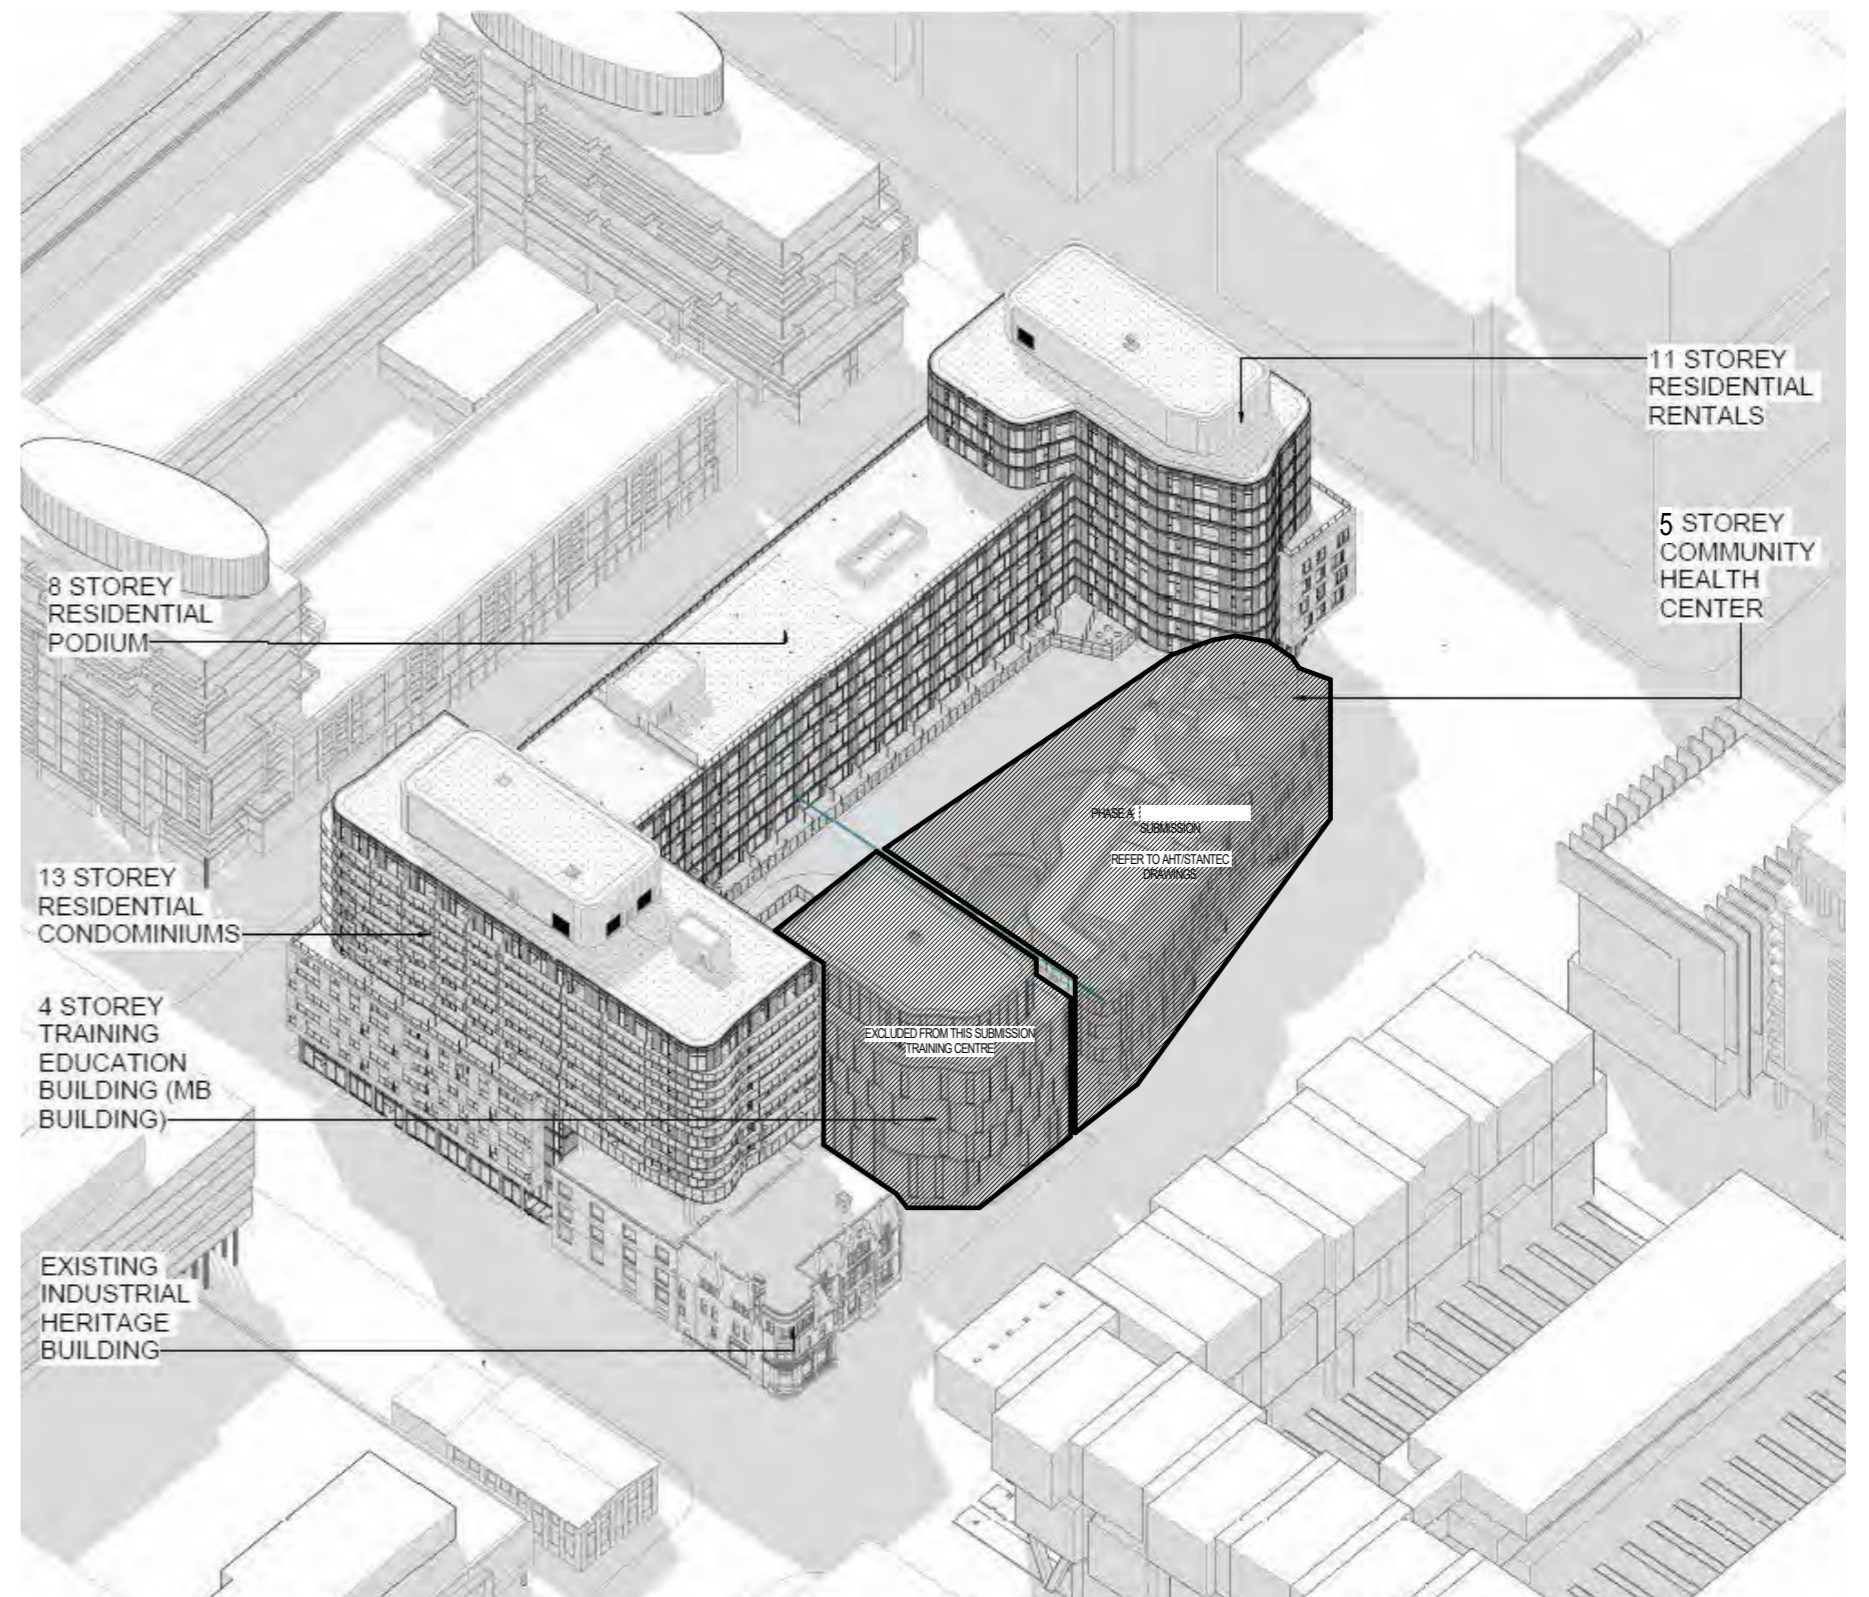 11 STOREY
RESIDENTIAL
RENTALS
5 STOREY
COMMUNITY
HEALTH
CENTER
8 STOREY
RESIDENTIAL
PODIUM
PHASE A
SUBMISSION
REFER TO AHT/STANTEC
DRAWINGS
13 STOREY
RESIDENTIAL
CONDOMINIUMS
4 STOREY
TRAINING
EDUCATION
BUILDING (MB
BUILDING)
EXCLUDED FROM THIS SUBMISSION
TRAINING CENTRE
EXISTING
INDUSTRIAL
HERITAGE
BUILDING